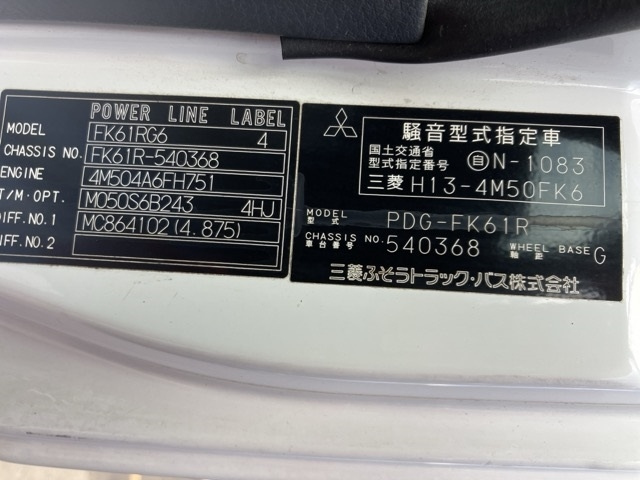 POWER LINE LABEL
MODEL FK61RG6 4
CHASSIS NO. FK61R-540368
ENGINE 4M504A6FH751
T/M·OPT. M050S6B243 4HJ
DIFF. NO.1 MC864102(4.875)
DIFF. NO.2
騒音型式指定車
国土交通省
型式指定番号 自N-1083
三菱 H13-4M50FK6
MODEL
型式 PDG-FK61R
CHASSIS NO.
車台番号 540368 WHEEL BASE
軸距 G
三菱ふそうトラック・バス株式会社